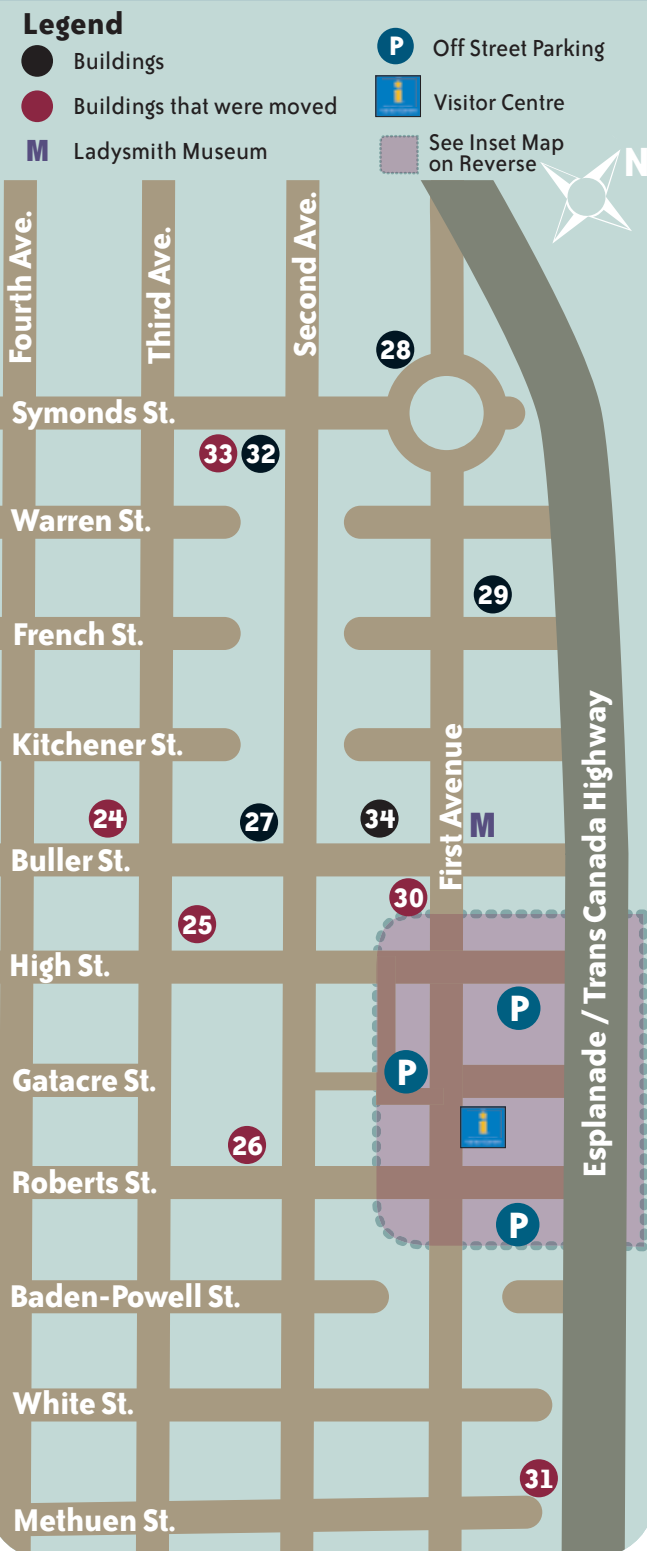 Legend
Buildings
Buildings that were moved
M Ladysmith Museum
P Off Street Parking
i Visitor Centre
See Inset Map
on Reverse
N
Fourth Ave.
Third Ave.
Second Ave.
28
Symonds St.
33 32
Warren St.
29
French St.
Kitchener St.
First Avenue
Esplanade / Trans Canada Highway
24
27
34
M
Buller St.
30
25
High St.
P
P
Gatacre St.
i
26
Roberts St.
P
Baden-Powell St.
White St.
31
Methuen St.